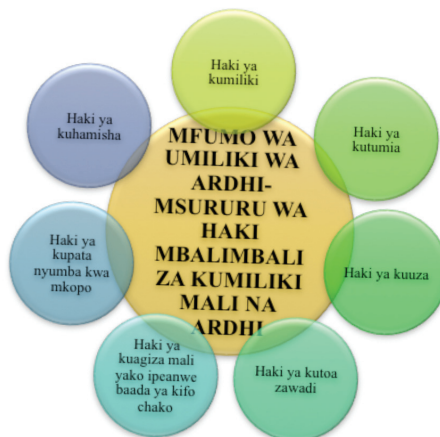 Haki ya
kumiliki
Haki ya
kutumia
Haki ya kuuza
Haki ya kutoa
zawadi
Haki ya
kuagiza mali
yako ipeanwe
baada ya kifo
chako
Haki ya
kupata
nyumba kwa
mkopo
Haki ya
kuhamisha
MFUMO WA
UMILIKI WA
ARDHI-
MSURURU WA
HAKI
MBALIMBALI
ZA KUMILIKI
MALI NA
ARDHI